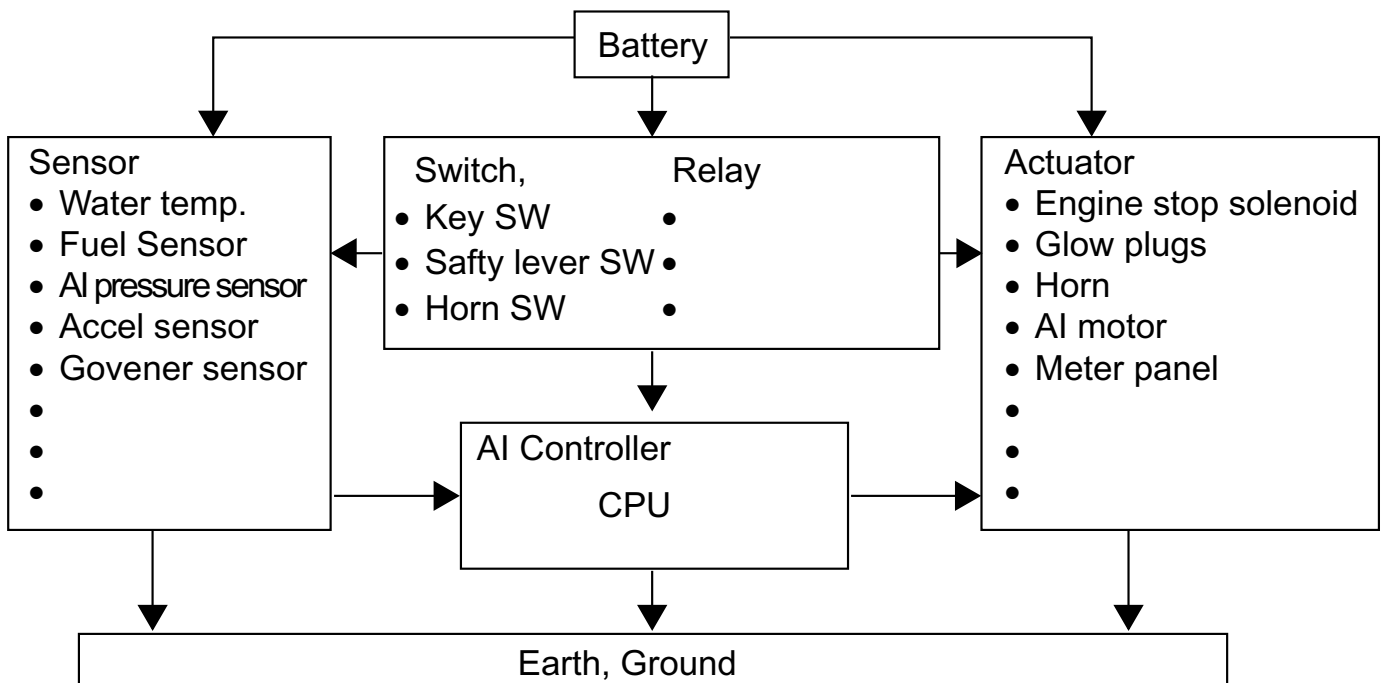 Battery
Sensor
• Water temp.
• Fuel Sensor
• AI pressure sensor
• Accel sensor
• Govener sensor
•
•
•
Switch, Relay
• Key SW •
• Safty lever SW •
• Horn SW •
Actuator
• Engine stop solenoid
• Glow plugs
• Horn
• AI motor
• Meter panel
•
•
•
AI Controller
CPU
Earth, Ground